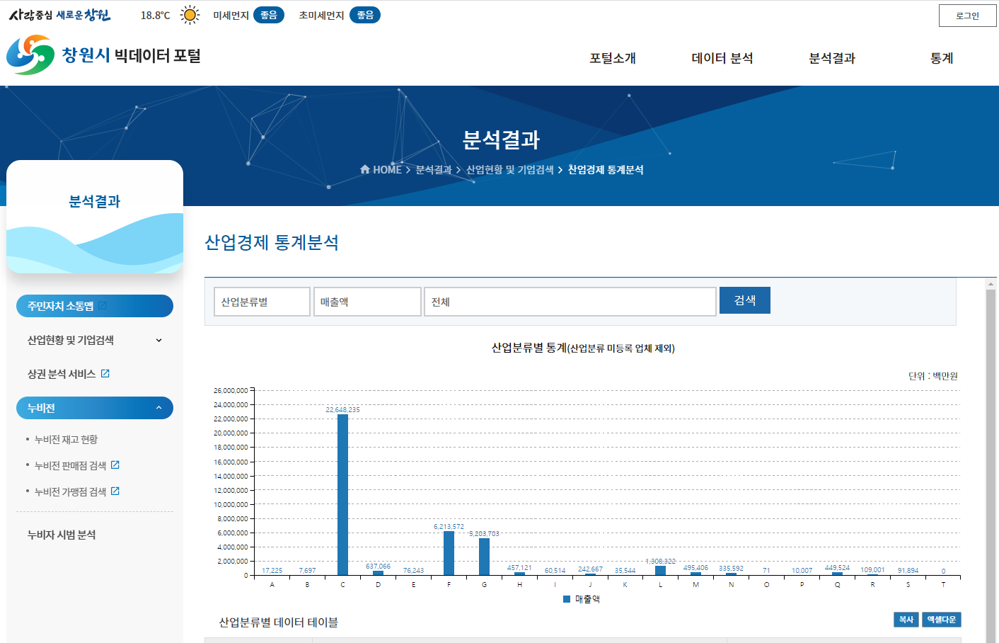 사람중심 새로운 창원
18.8℃ 미세먼지 좋음 초미세먼지 좋음
로그인
창원시 빅데이터 포털
포털소개 데이터 분석 분석결과 통계
분석결과
HOME > 분석결과 > 산업현황 및 기업검색 > 산업경제 통계분석
분석결과
주민자치 소통맵
산업현황 및 기업검색
상권 분석 서비스
누비전
• 누비전 재고 현황
• 누비전 판매점 검색
• 누비전 가맹점 검색
누비자 시범 분석
산업경제 통계분석
산업분류별 매출액 전체 검색
산업분류별 통계(산업분류 미등록 업체 제외)
단위 : 백만원
26,000,000
24,000,000
22,000,000
20,000,000
18,000,000
16,000,000
14,000,000
12,000,000
10,000,000
8,000,000
6,000,000
4,000,000
2,000,000
0
17,225 7,697 22,648,235 637,066 76,243 6,213,572 5,203,703 457,121 60,514 242,667 35,544 1,308,322 495,406 335,592 71 10,007 449,524 109,001 91,894 0
A B C D E F G H I J K L M N O P Q R S T
매출액
산업분류별 데이터 테이블
복사 엑셀다운